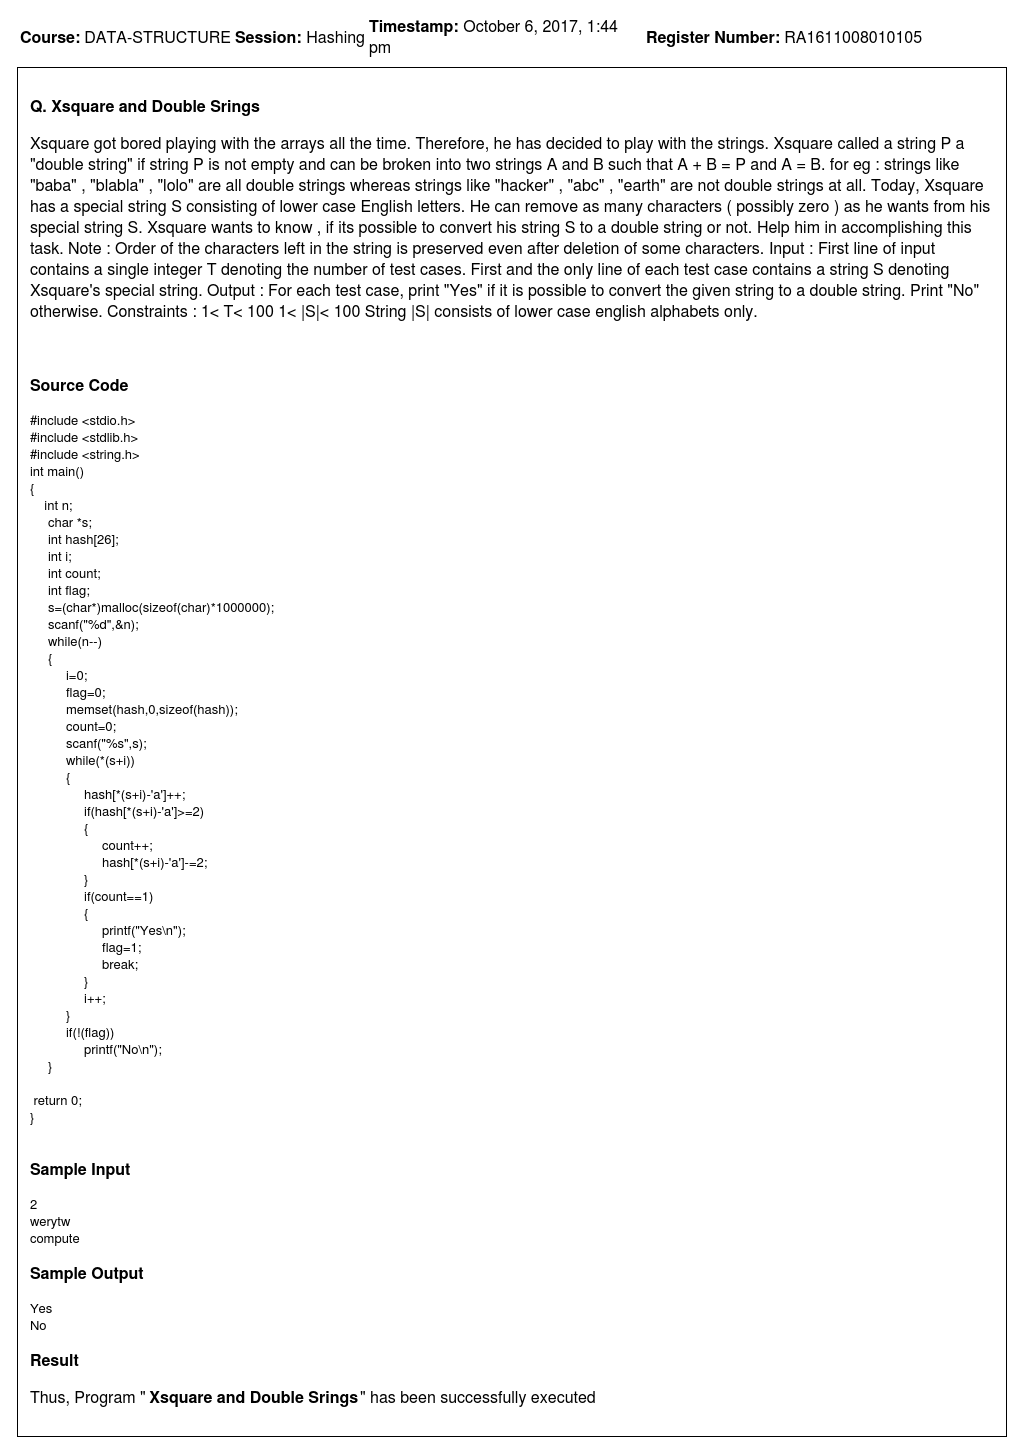 Course: DATA-STRUCTURE Session: Hashing Timestamp: October 6, 2017, 1:44 pm Register Number: RA1611008010105
Q. Xsquare and Double Srings
Xsquare got bored playing with the arrays all the time. Therefore, he has decided to play with the strings. Xsquare called a string P a
"double string" if string P is not empty and can be broken into two strings A and B such that A + B = P and A = B. for eg : strings like
"baba" , "blabla" , "lolo" are all double strings whereas strings like "hacker" , "abc" , "earth" are not double strings at all. Today, Xsquare
has a special string S consisting of lower case English letters. He can remove as many characters ( possibly zero ) as he wants from his
special string S. Xsquare wants to know , if its possible to convert his string S to a double string or not. Help him in accomplishing this
task. Note : Order of the characters left in the string is preserved even after deletion of some characters. Input : First line of input
contains a single integer T denoting the number of test cases. First and the only line of each test case contains a string S denoting
Xsquare's special string. Output : For each test case, print "Yes" if it is possible to convert the given string to a double string. Print "No"
otherwise. Constraints : 1< T< 100 1< |S|< 100 String |S| consists of lower case english alphabets only.
Source Code
#include <stdio.h>
#include <stdlib.h>
#include <string.h>
int main()
{
int n;
char *s;
int hash[26];
int i;
int count;
int flag;
s=(char*)malloc(sizeof(char)*1000000);
scanf("%d",&n);
while(n--)
{
i=0;
flag=0;
memset(hash,0,sizeof(hash));
count=0;
scanf("%s",s);
while(*(s+i))
{
hash[*(s+i)-'a']++;
if(hash[*(s+i)-'a']>=2)
{
count++;
hash[*(s+i)-'a']-=2;
}
if(count==1)
{
printf("Yes\n");
flag=1;
break;
}
i++;
}
if(!(flag))
printf("No\n");
}
return 0;
}
Sample Input
2
werytw
compute
Sample Output
Yes
No
Result
Thus, Program " Xsquare and Double Srings" has been successfully executed